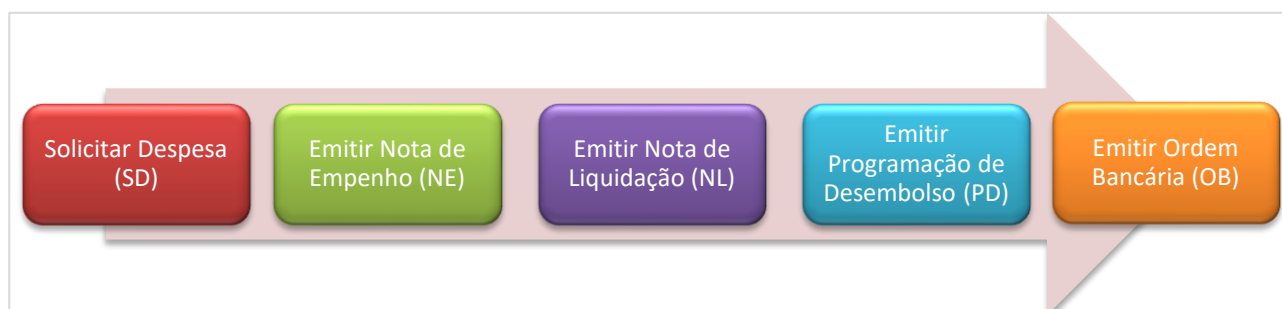 Solicitar Despesa
(SD)
Emitir Nota de
Empenho (NE)
Emitir Nota de
Liquidação (NL)
Emitir
Programação de
Desembolso (PD)
Emitir Ordem
Bancária (OB)